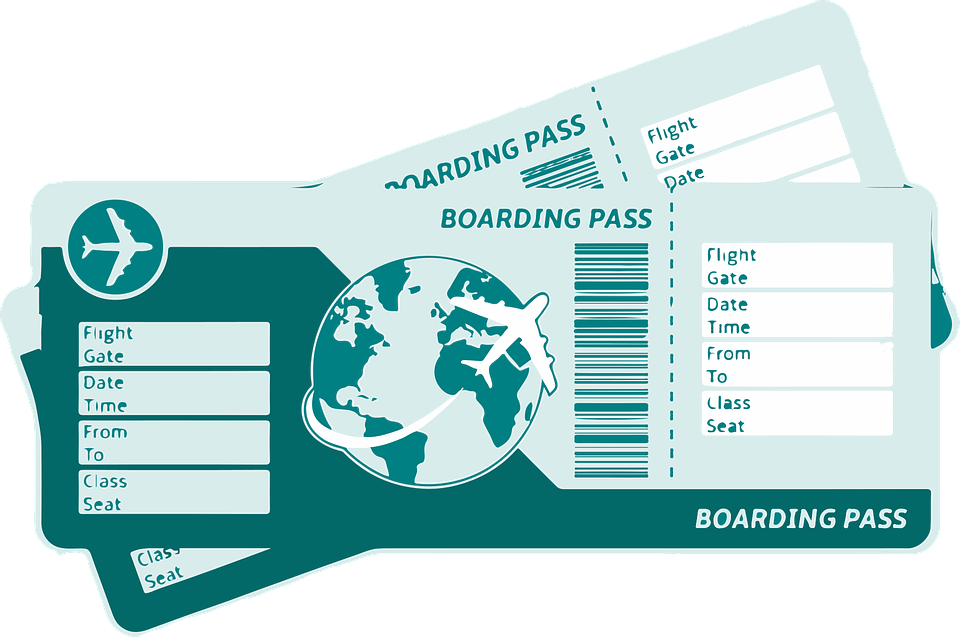 BOARDING PASS
Flight
Gate
Date
BOARDING PASS
Flight
Gate
Date
Time
From
To
Class
Seat
Flight
Gate
Date
Time
From
To
Class
Seat
BOARDING PASS
Class
Seat